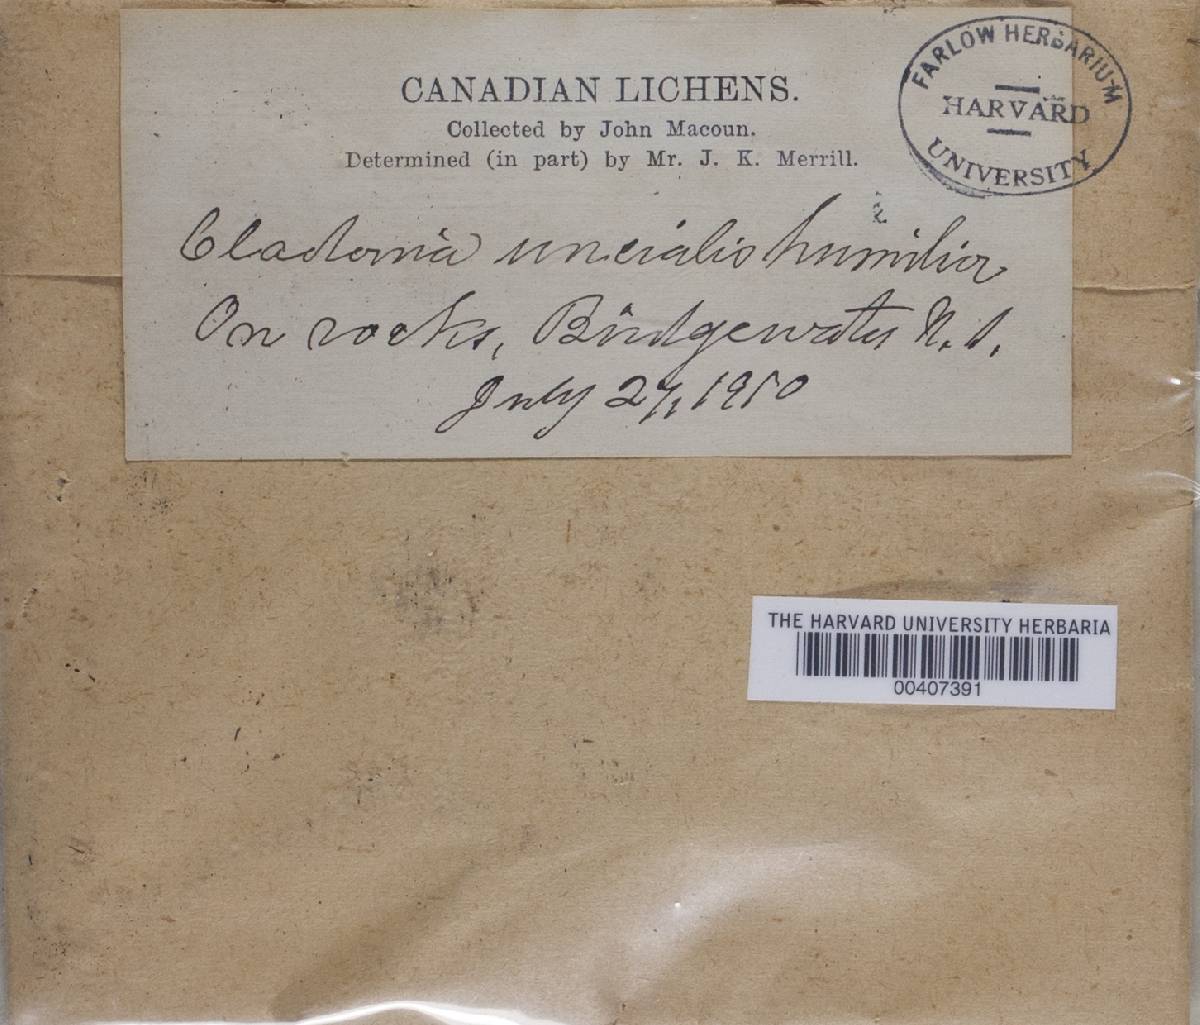 CANADIAN LICHENS.
Collected by John Macoun.
Determined (in part) by Mr. J. K. Merrill.
Cladonia uncialis humilior
On rocks, Bridgewater N.S.
July 27, 1910
FARLOW HERBARIUM
HARVARD
UNIVERSITY
THE HARVARD UNIVERSITY HERBARIA
00407391